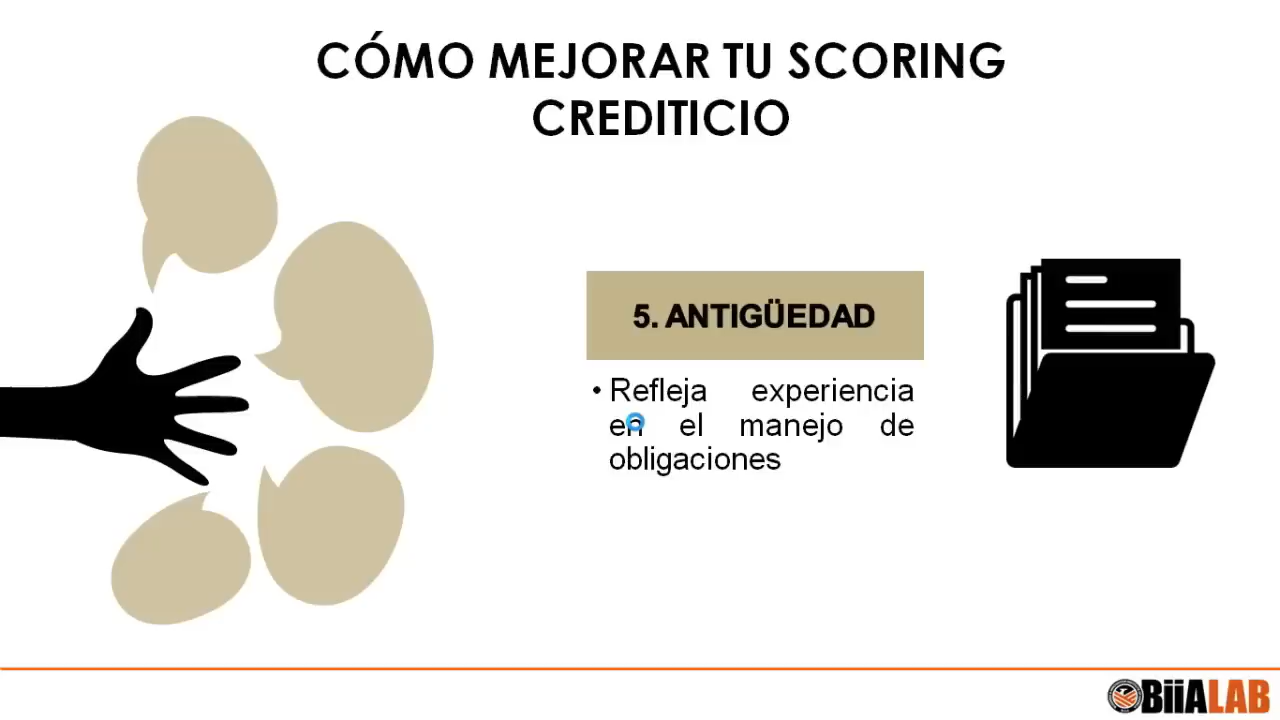 CÓMO MEJORAR TU SCORING
CREDITICIO
5. ANTIGÜEDAD
• Refleja experiencia
en el manejo de
obligaciones
BiiALAB